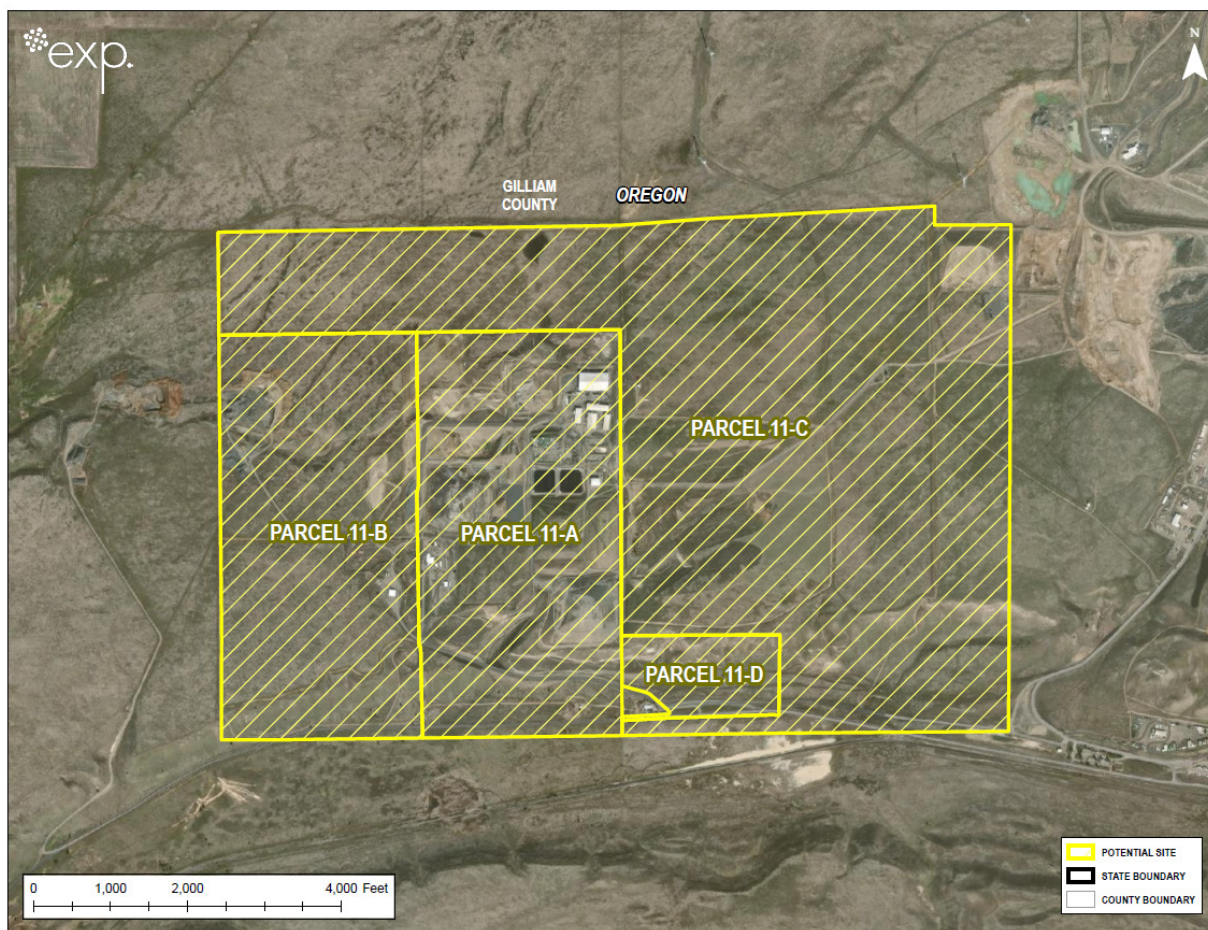 exp.
N
GILLIAM
COUNTY
OREGON
PARCEL 11-C
PARCEL 11-B
PARCEL 11-A
PARCEL 11-D
0 1,000 2,000 4,000 Feet
POTENTIAL SITE
STATE BOUNDARY
COUNTY BOUNDARY